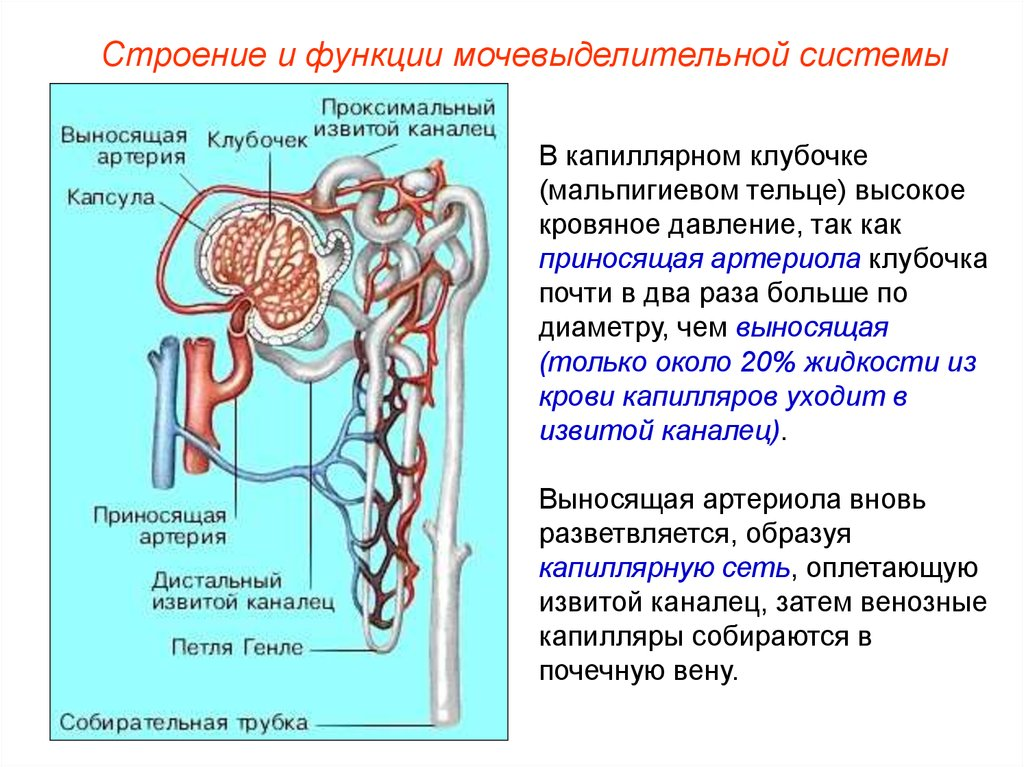 Строение и функции мочевыделительной системы
Проксимальный
извитой каналец
Выносящая
артерия
Клубочек
Капсула
Приносящая
артерия
Дистальный
извитой каналец
Петля Генле
Собирательная трубка
В капиллярном клубочке
(мальпигиевом тельце) высокое
кровяное давление, так как
приносящая артериола клубочка
почти в два раза больше по
диаметру, чем выносящая
(только около 20% жидкости из
крови капилляров уходит в
извитой каналец).
Выносящая артериола вновь
разветвляется, образуя
капиллярную сеть, оплетающую
извитой каналец, затем венозные
капилляры собираются в
почечную вену.